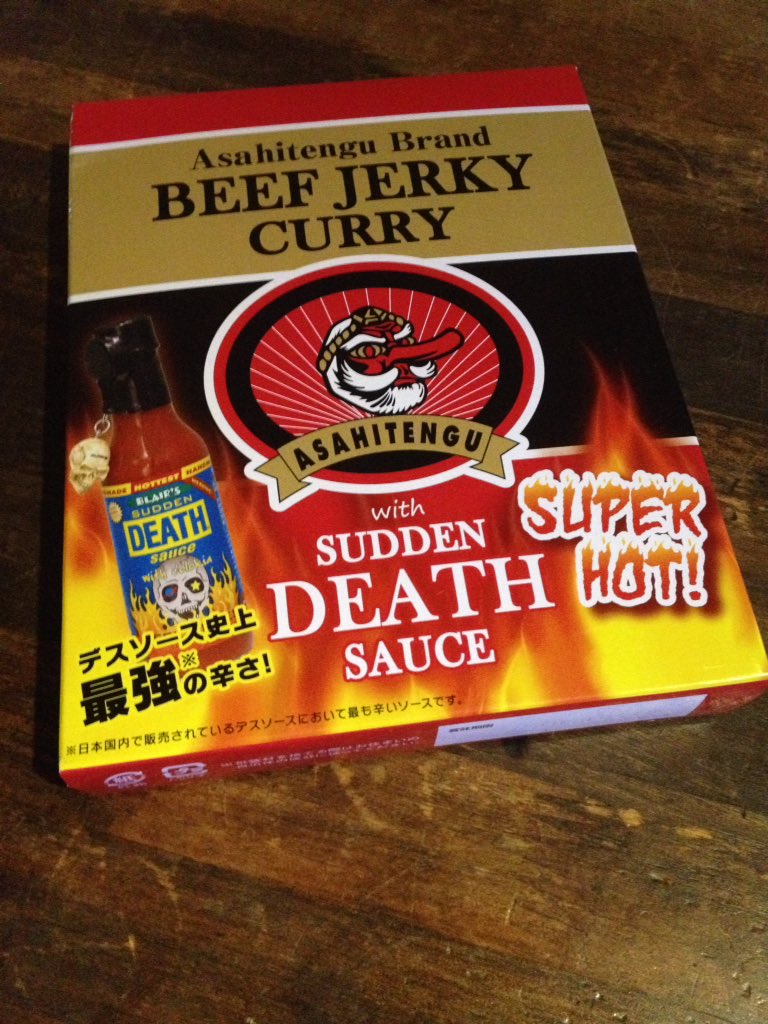 Asahitengu Brand
BEEF JERKY
CURRY
ASAHITENGU
with
SUDDEN
DEATH
SAUCE
SUPER
HOT!
HOTTEST
BLAIR'S
SUDDEN
DEATH
sauce
デスソース史上
最強※の辛さ!
※日本国内で販売されているデスソースにおいて最も辛いソースです。